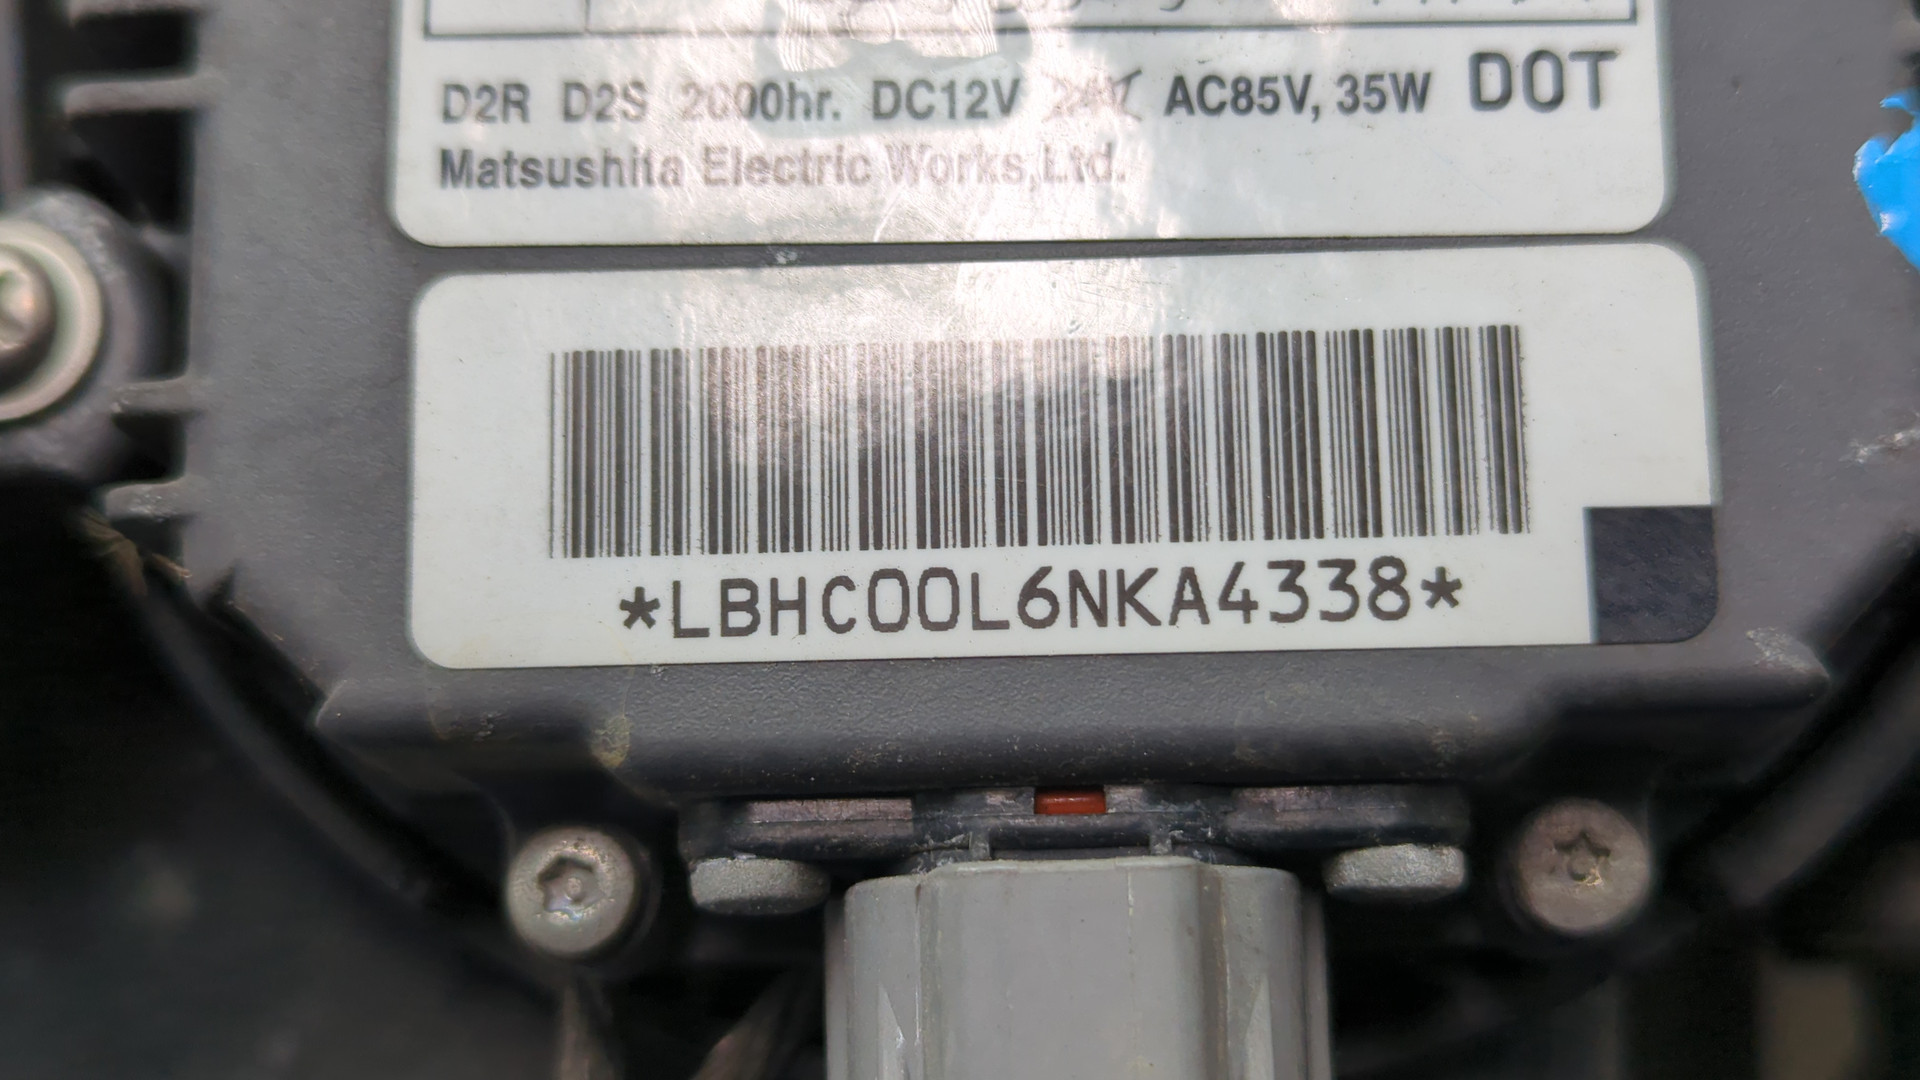 D2R D2S 2000hr. DC12V AC85V, 35W DOT
Matsushita Electric Works,Ltd.
*LBHC00L6NKA4338*